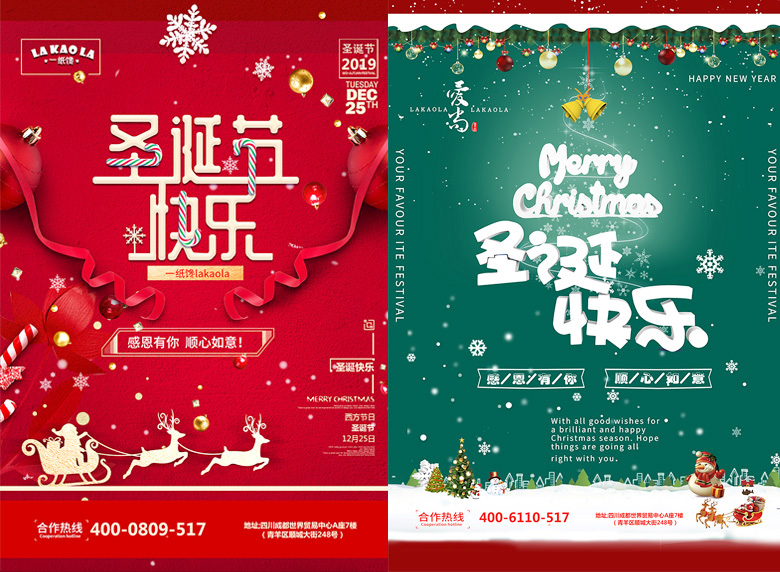 LA KAO LA
一纸馋
圣诞节
2019
TUESDAY
DEC
25TH
圣诞节
快乐
一纸馋lakaola
感恩有你 顺心如意！
圣诞快乐
MERRY CHRISTMAS
西方节日
圣诞节
12月25日
合作热线
Cooperation hotline
400-0809-517
地址:四川成都世界贸易中心A座7楼
（青羊区顺城大街248号）
HAPPY NEW YEAR
爱尚
LAKAOLA
LAKAOLA
YOUR FAVOUR ITE FESTIVAL
YOUR FAVOUR ITE FESTIVAL
Merry
Christmas
圣诞
快乐
感/恩/有/你
顺/心/如/意
With all good wishes for
a brilliant and happy
Christmas season. Hope
things are going all
right with you.
合作热线
Cooperation hotline
400-6110-517
地址:四川成都世界贸易中心A座7楼
（青羊区顺城大街248号）